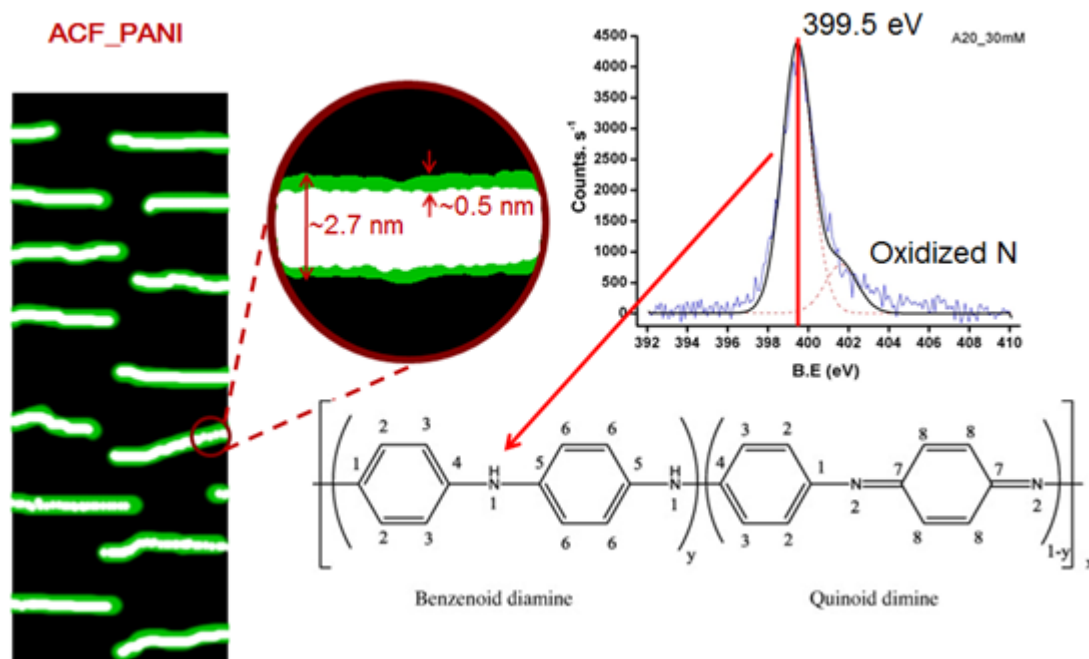 ACF_PANI
~2.7 nm
~0.5 nm
399.5 eV
A20_30mM
Counts. s⁻¹
4500
4000
3500
3000
2500
2000
1500
1000
500
0
Oxidized N
392 394 396 398 400 402 404 406 408 410
B.E (eV)
2 3 6 6 3 2 8 8
H H
1 4 N 5 5 N 4 1 N 7 7 N
1 1 2 2
2 3 6 6 3 2 8 8
y 1-y x
Benzenoid diamine
Quinoid dimine